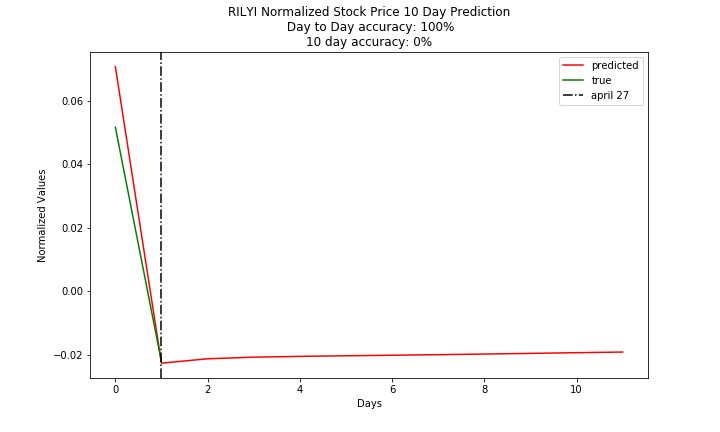 RILYI Normalized Stock Price 10 Day Prediction
Day to Day accuracy: 100%
10 day accuracy: 0%
predicted
true
april 27
0.06
0.04
0.02
0.00
−0.02
Normalized Values
0
2
4
6
8
10
Days